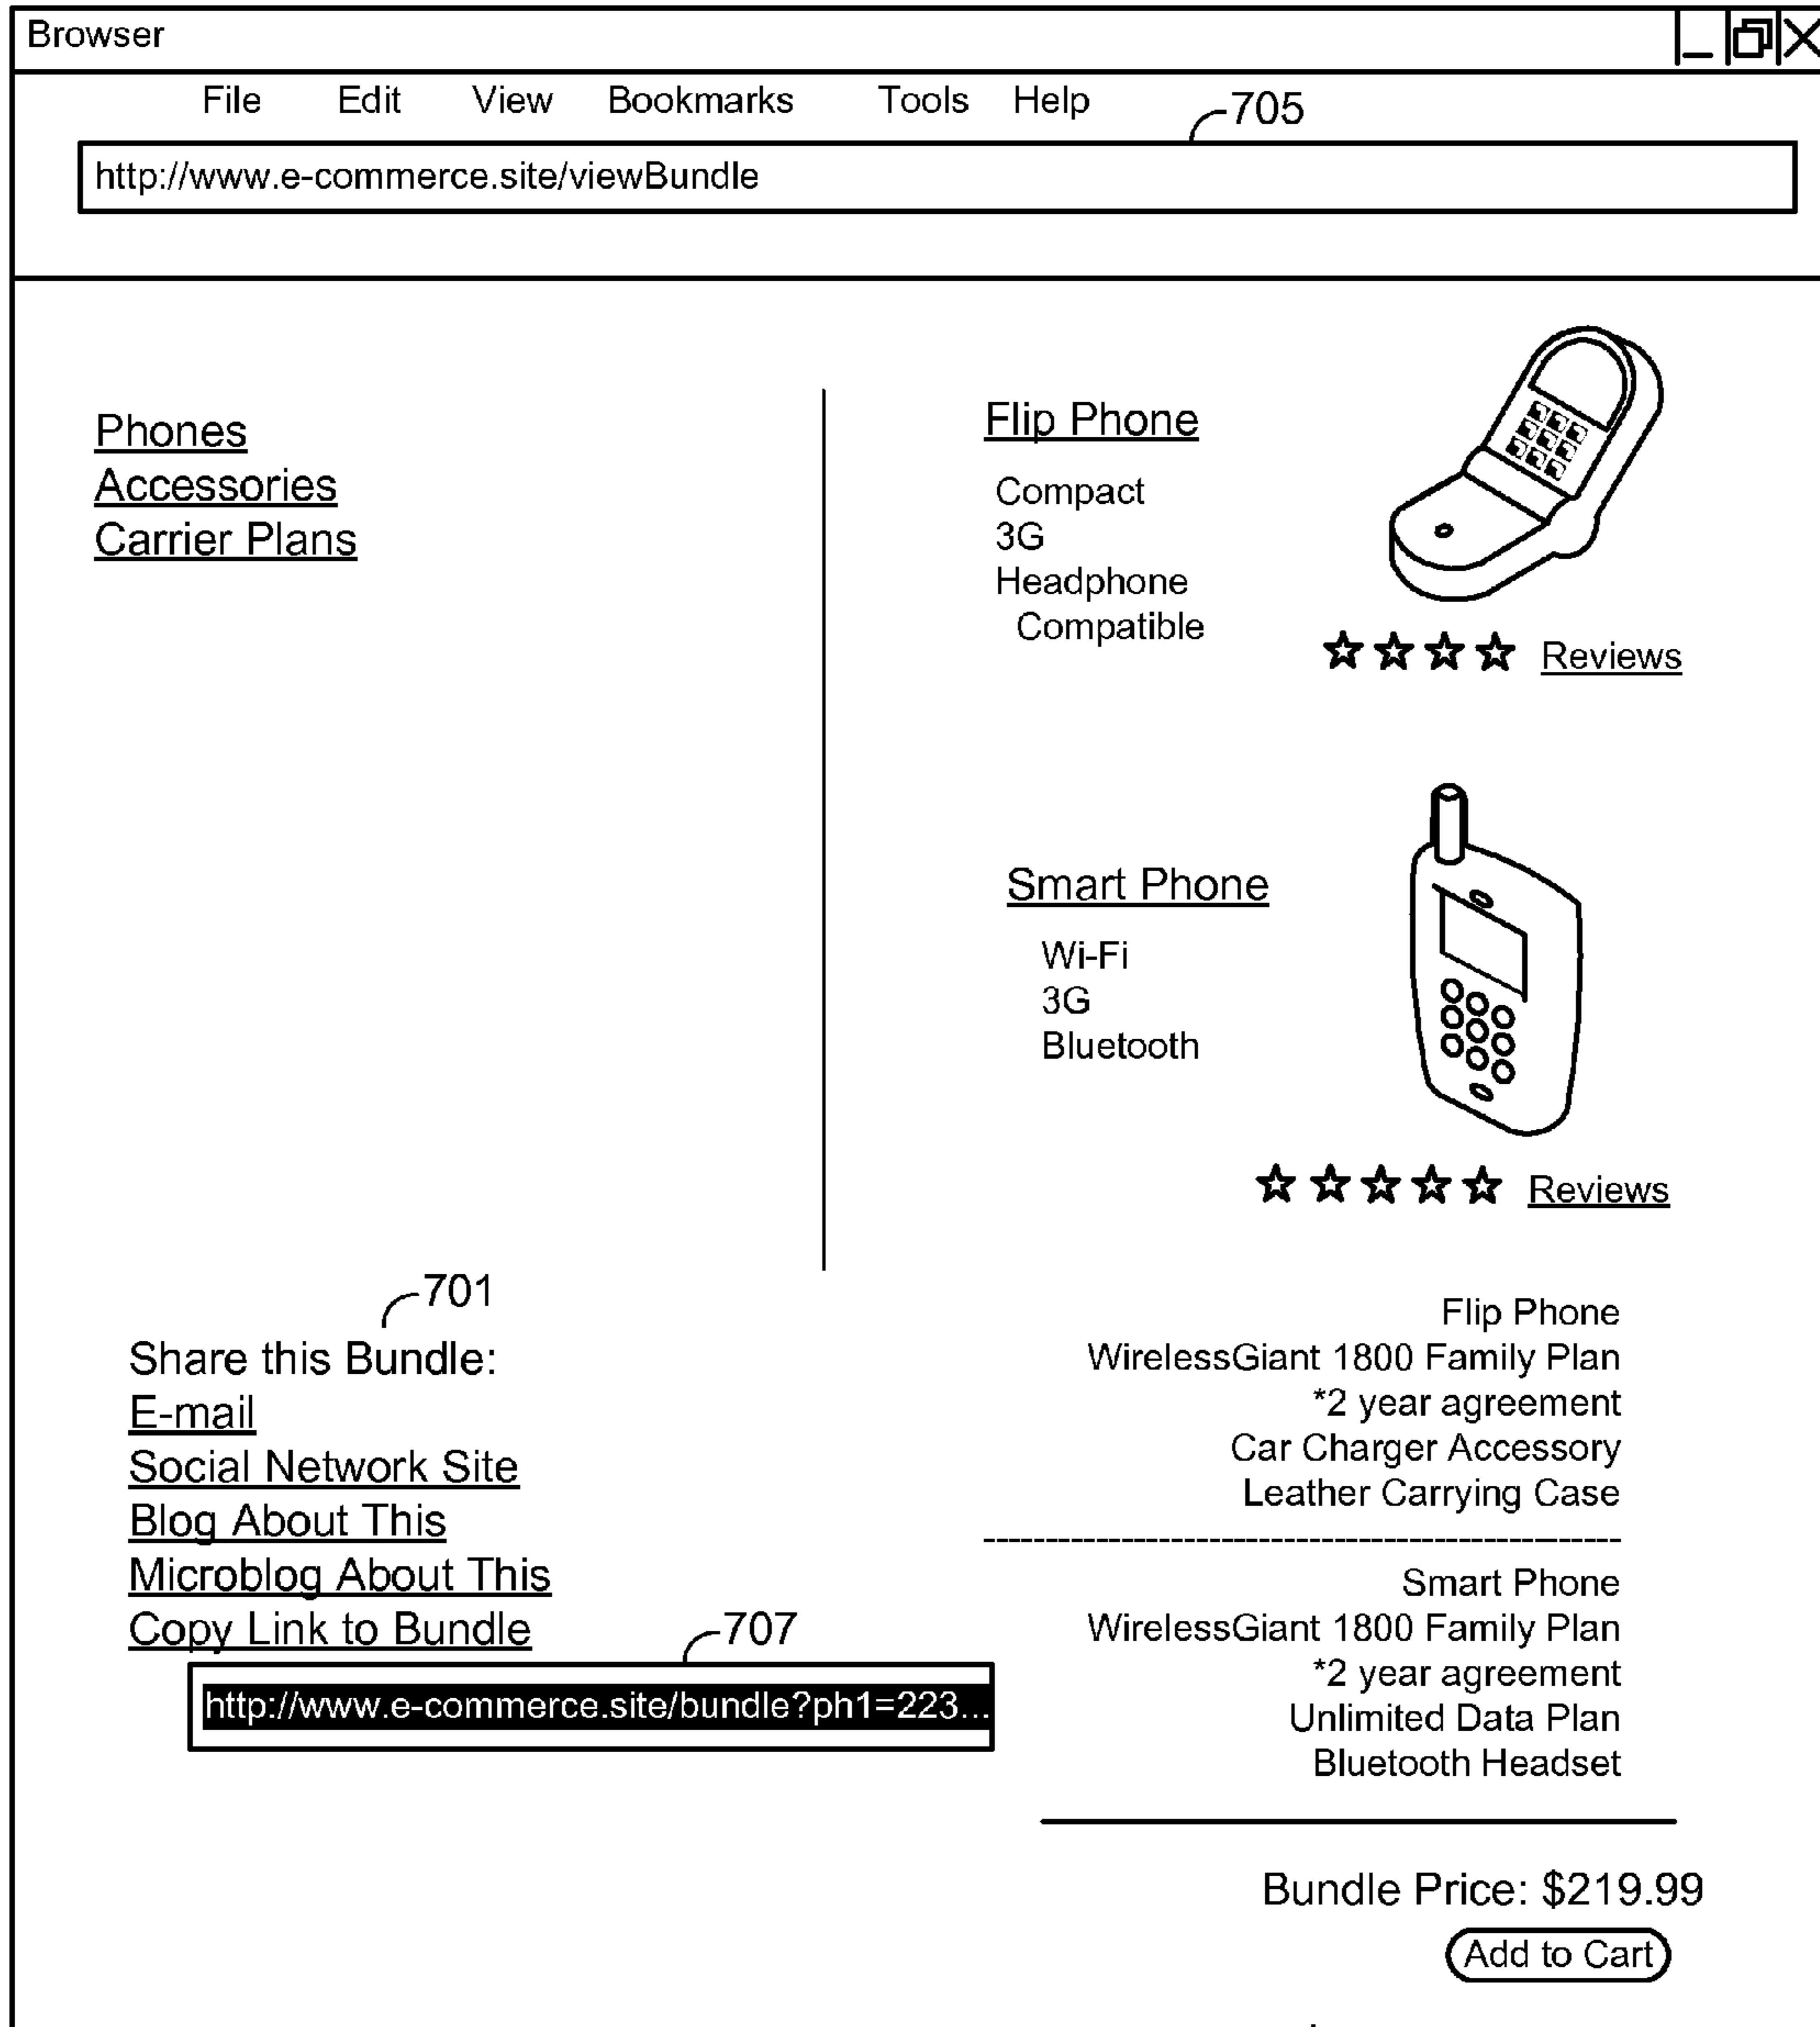 Browser
File Edit View Bookmarks Tools Help
705
http://www.e-commerce.site/viewBundle
Phones
Accessories
Carrier Plans
Flip Phone
Compact
3G
Headphone
Compatible
Reviews
Smart Phone
Wi-Fi
3G
Bluetooth
Reviews
701
Share this Bundle:
E-mail
Social Network Site
Blog About This
Microblog About This
Copy Link to Bundle
707
http://www.e-commerce.site/bundle?ph1=223...
Flip Phone
WirelessGiant 1800 Family Plan
*2 year agreement
Car Charger Accessory
Leather Carrying Case
Smart Phone
WirelessGiant 1800 Family Plan
*2 year agreement
Unlimited Data Plan
Bluetooth Headset
Bundle Price: $219.99
Add to Cart